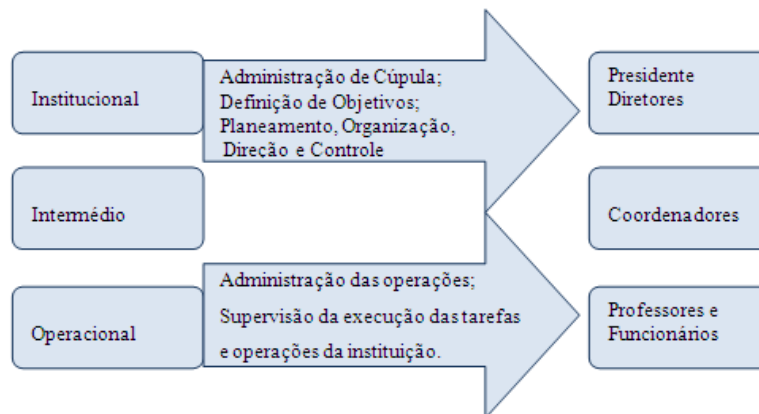 Institucional
Administração de Cúpula;
Definição de Objetivos;
Planeamento, Organização,
Direção e Controle
Presidente
Diretores
Intermédio
Coordenadores
Operacional
Administração das operações;
Supervisão da execução das tarefas
e operações da instituição.
Professores e
Funcionários